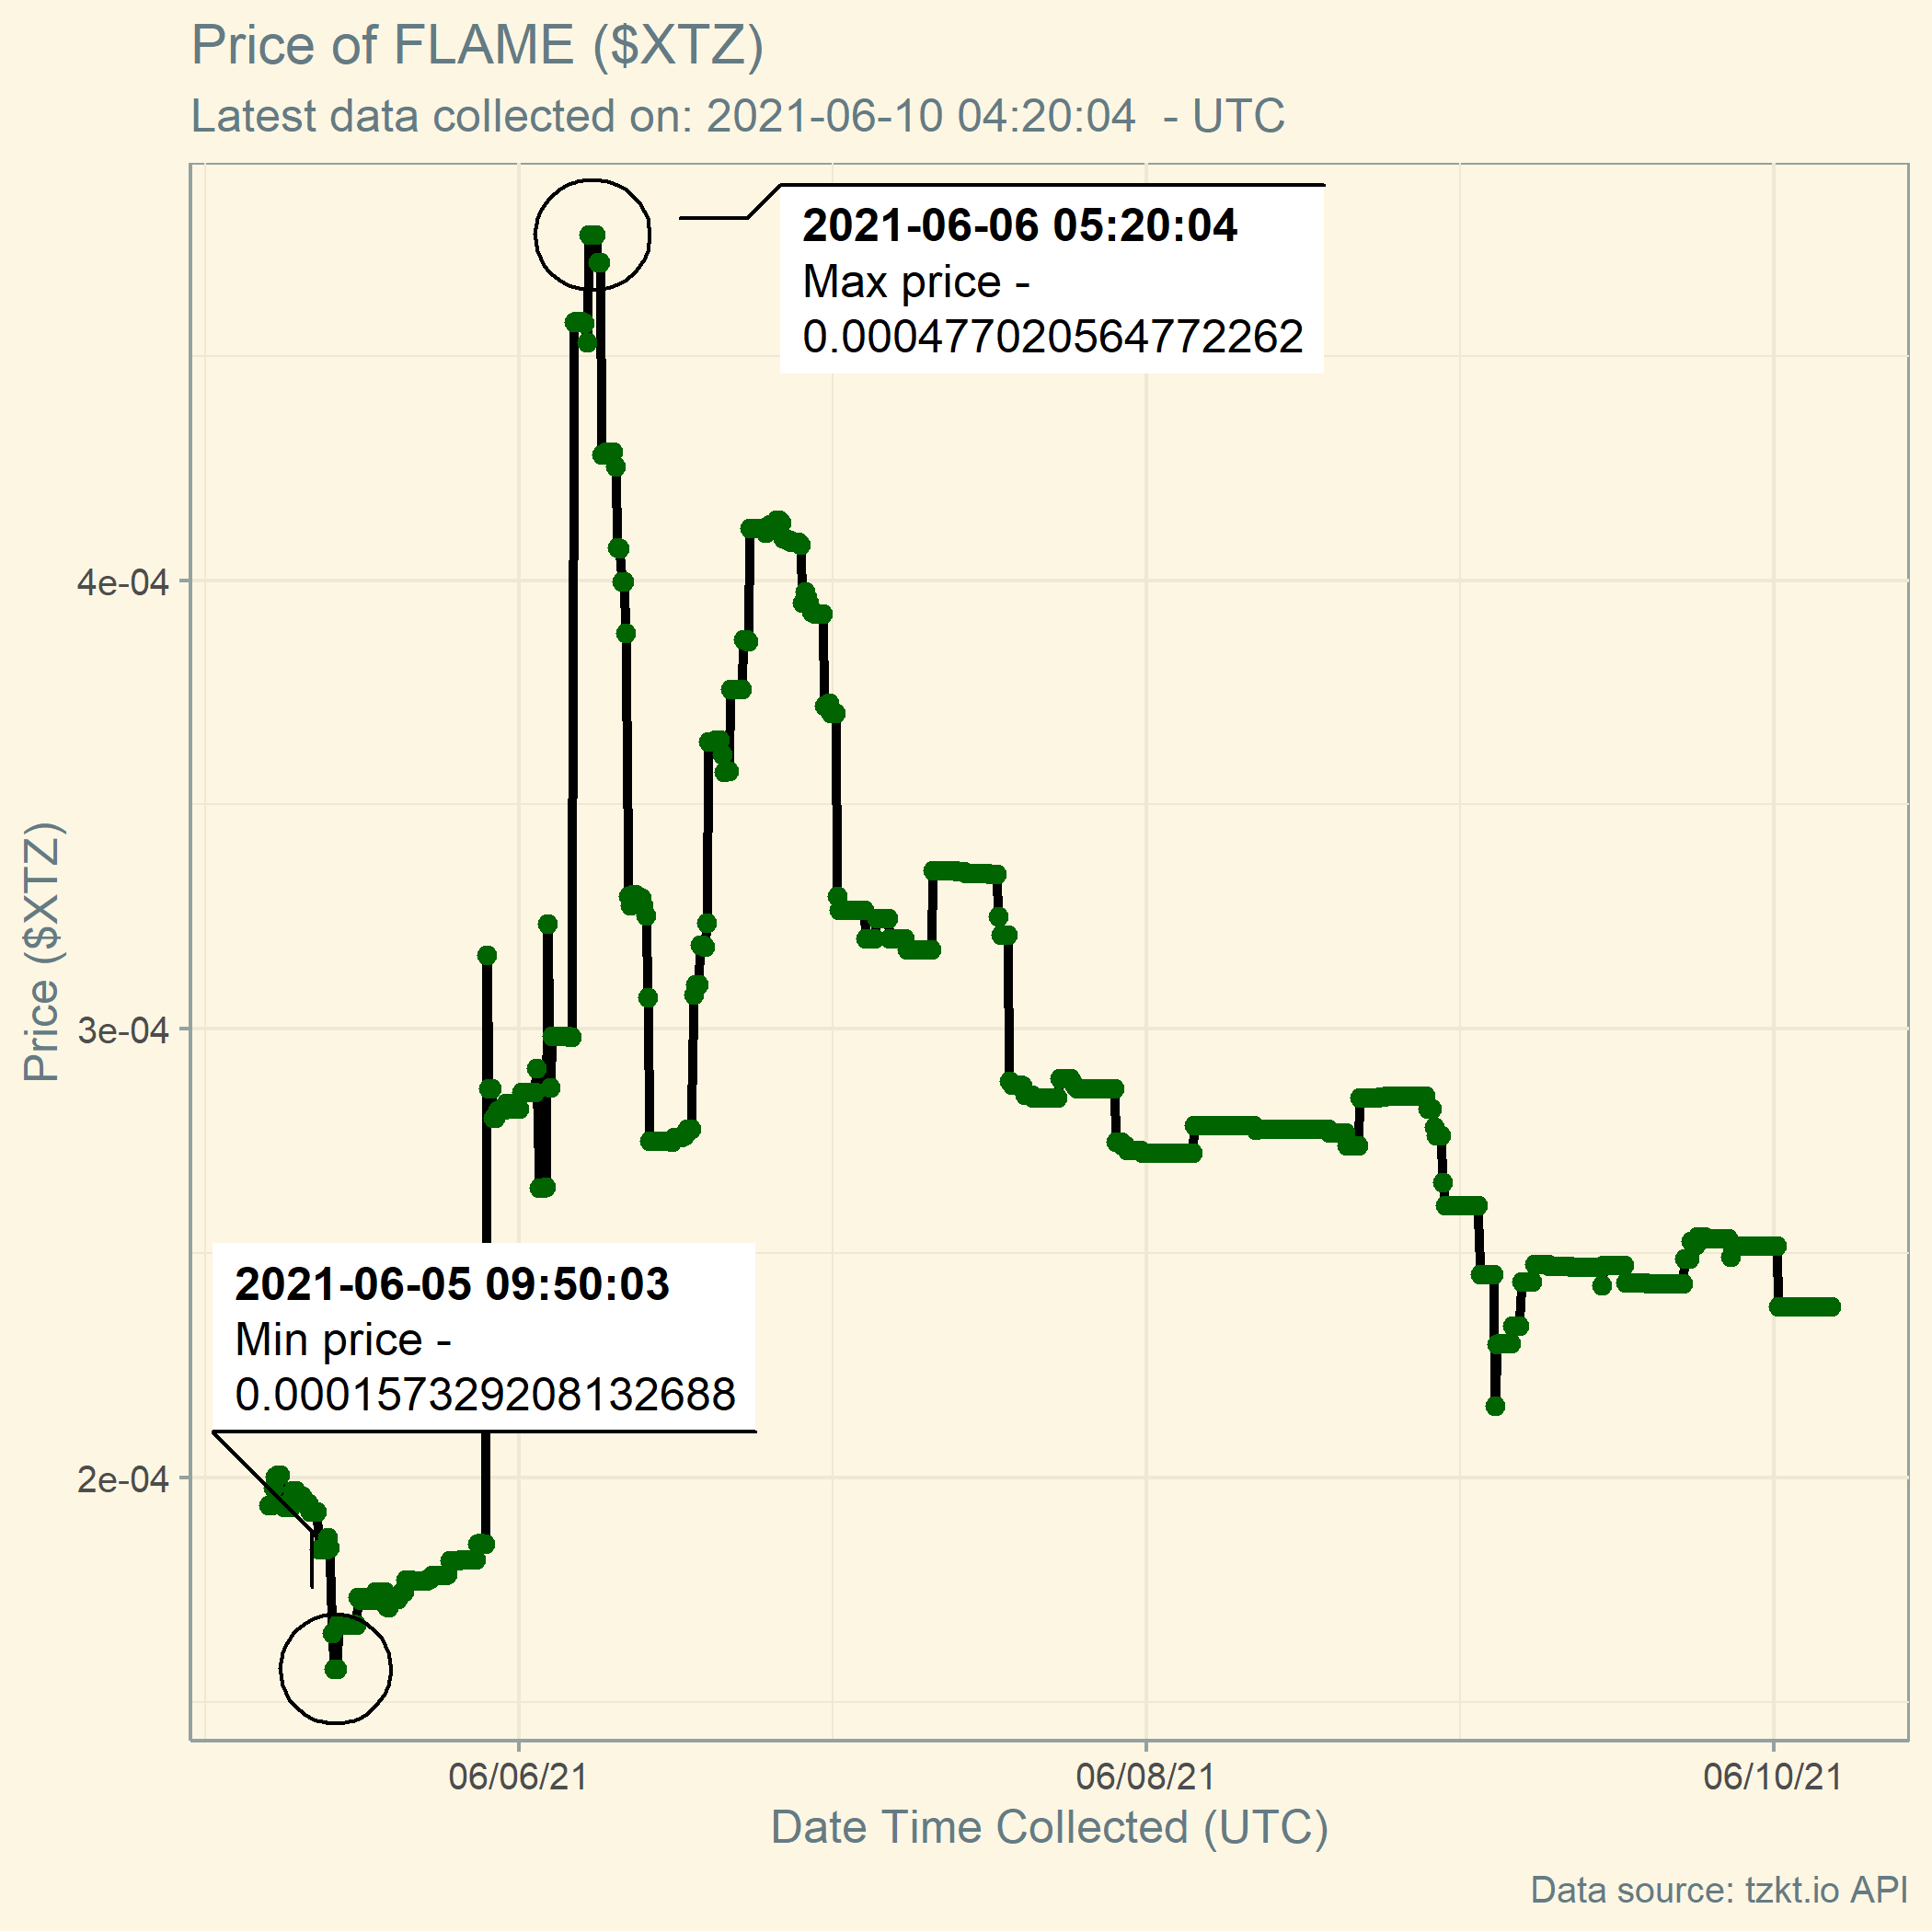 Price of FLAME ($XTZ)
Latest data collected on: 2021-06-10 04:20:04  - UTC
2021-06-06 05:20:04
Max price -
0.000477020564772262
4e-04
3e-04
2e-04
Price ($XTZ)
2021-06-05 09:50:03
Min price -
0.000157329208132688
06/06/21
06/08/21
06/10/21
Date Time Collected (UTC)
Data source: tzkt.io API